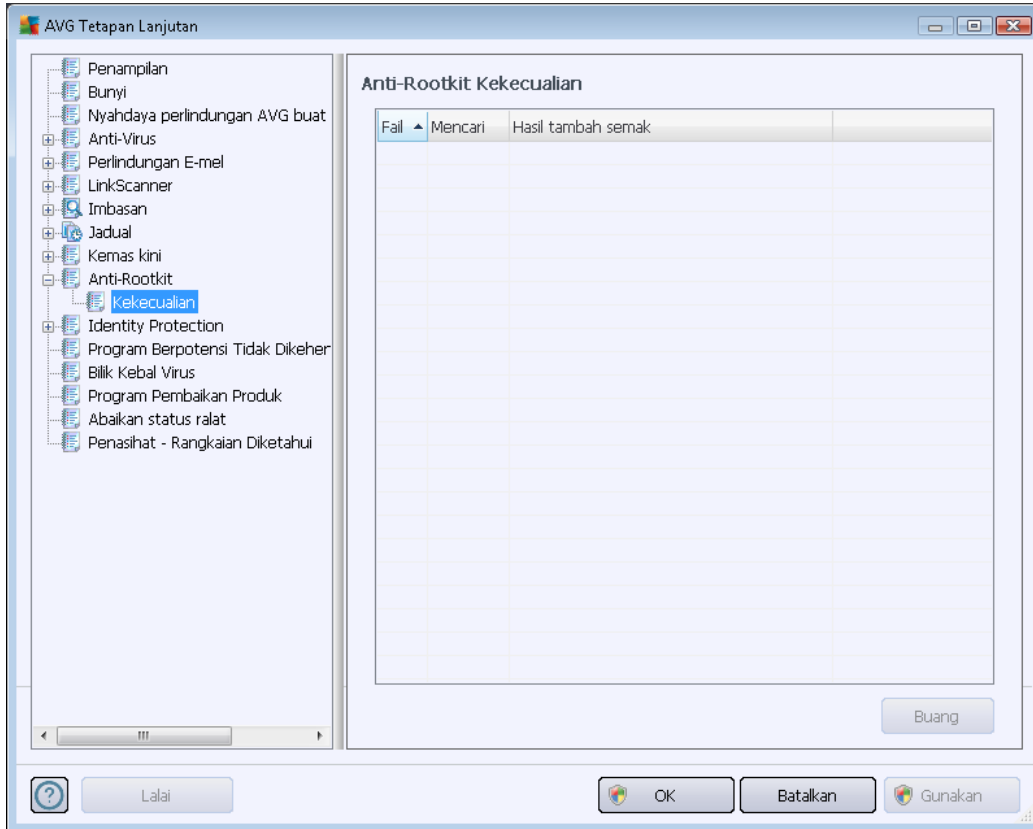 AVG Tetapan Lanjutan
Penampilan
Bunyi
Nyahdaya perlindungan AVG buat
Anti-Virus
Perlindungan E-mel
LinkScanner
Imbasan
Jadual
Kemas kini
Anti-Rootkit
Kekecualian
Identity Protection
Program Berpotensi Tidak Dikehen
Bilik Kebal Virus
Program Pembaikan Produk
Abaikan status ralat
Penasihat - Rangkaian Diketahui
Anti-Rootkit Kekecualian
Fail Mencari Hasil tambah semak
Buang
Lalai OK Batalkan Gunakan